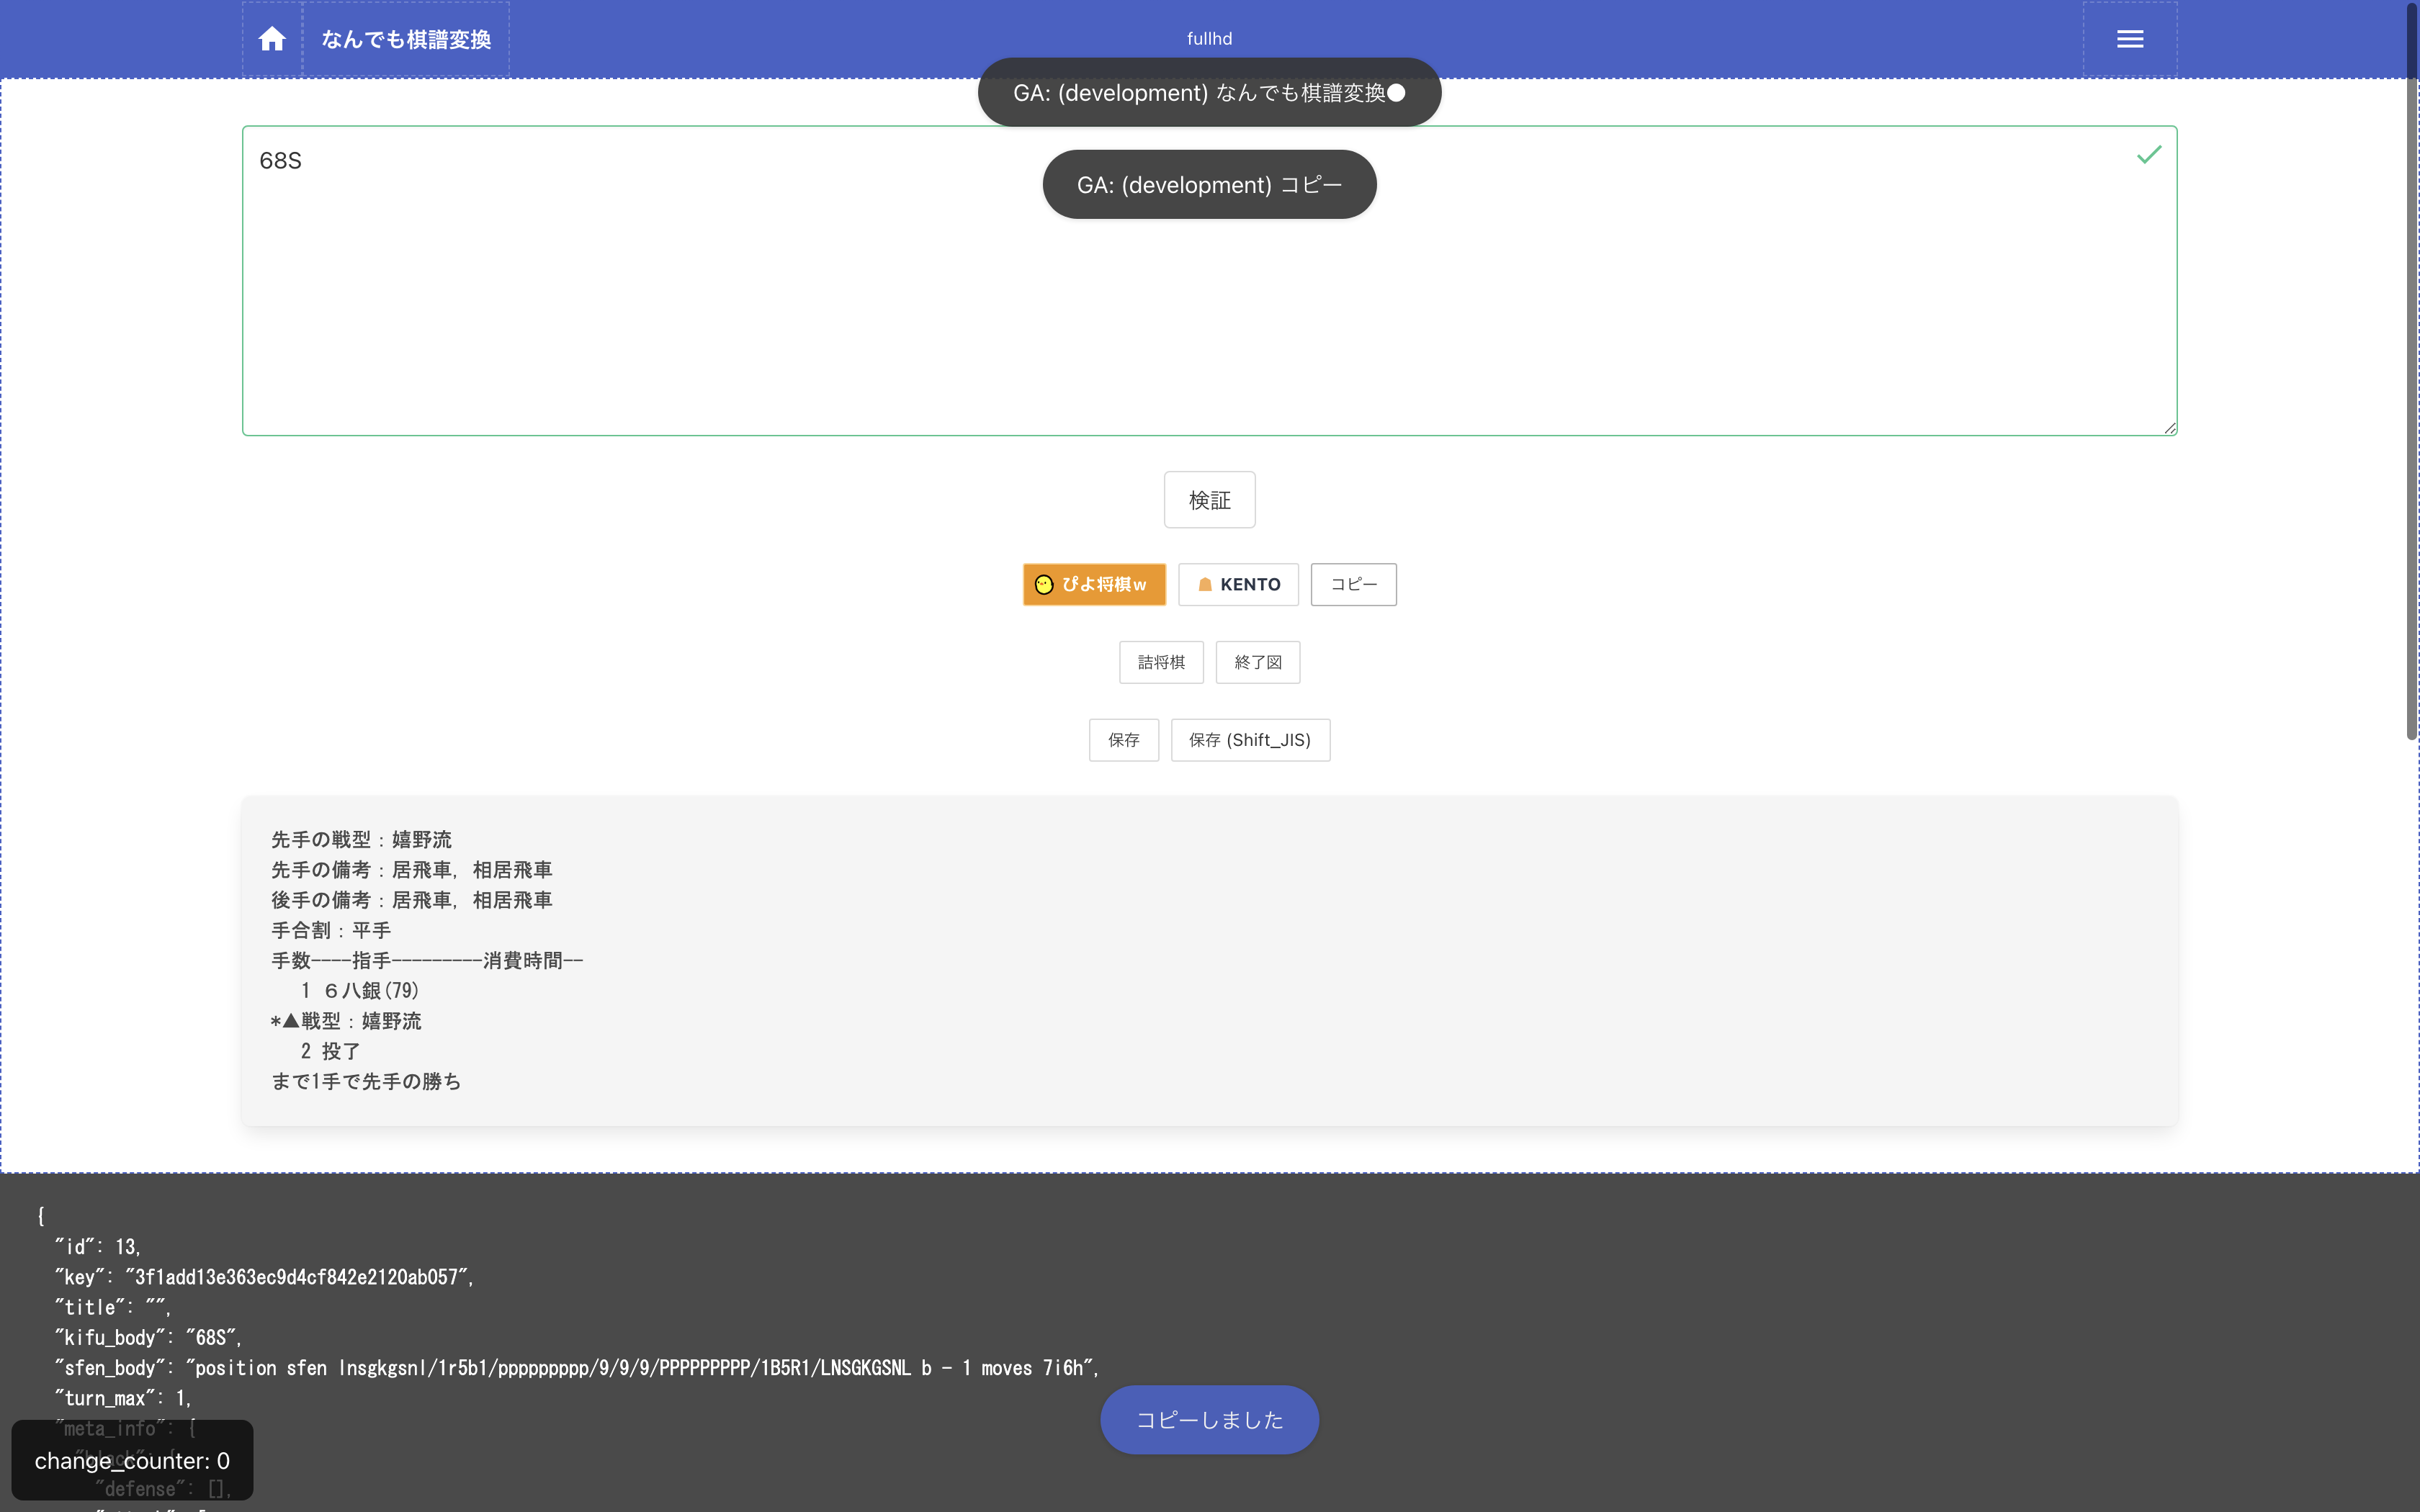 なんでも棋譜変換
fullhd
GA: (development) なんでも棋譜変換●
68S
GA: (development) コピー
検証
ぴよ将棋w
KENTO
コピー
詰将棋
終了図
保存
保存 (Shift_JIS)
先手の戦型：嬉野流
先手の備考：居飛車, 相居飛車
後手の備考：居飛車, 相居飛車
手合割：平手
手数----指手---------消費時間--
1 ６八銀(79)
*▲戦型：嬉野流
2 投了
まで1手で先手の勝ち
{
"id": 13,
"key": "3f1add13e363ec9d4cf842e2120ab057",
"title": "",
"kifu_body": "68S",
"sfen_body": "position sfen lnsgkgsnl/1r5b1/ppppppppp/9/9/9/PPPPPPPPP/1B5R1/LNSGKGSNL b - 1 moves 7i6h",
"turn_max": 1,
"meta_info": {
"black": {
"defense": [],
change_counter: 0
コピーしました